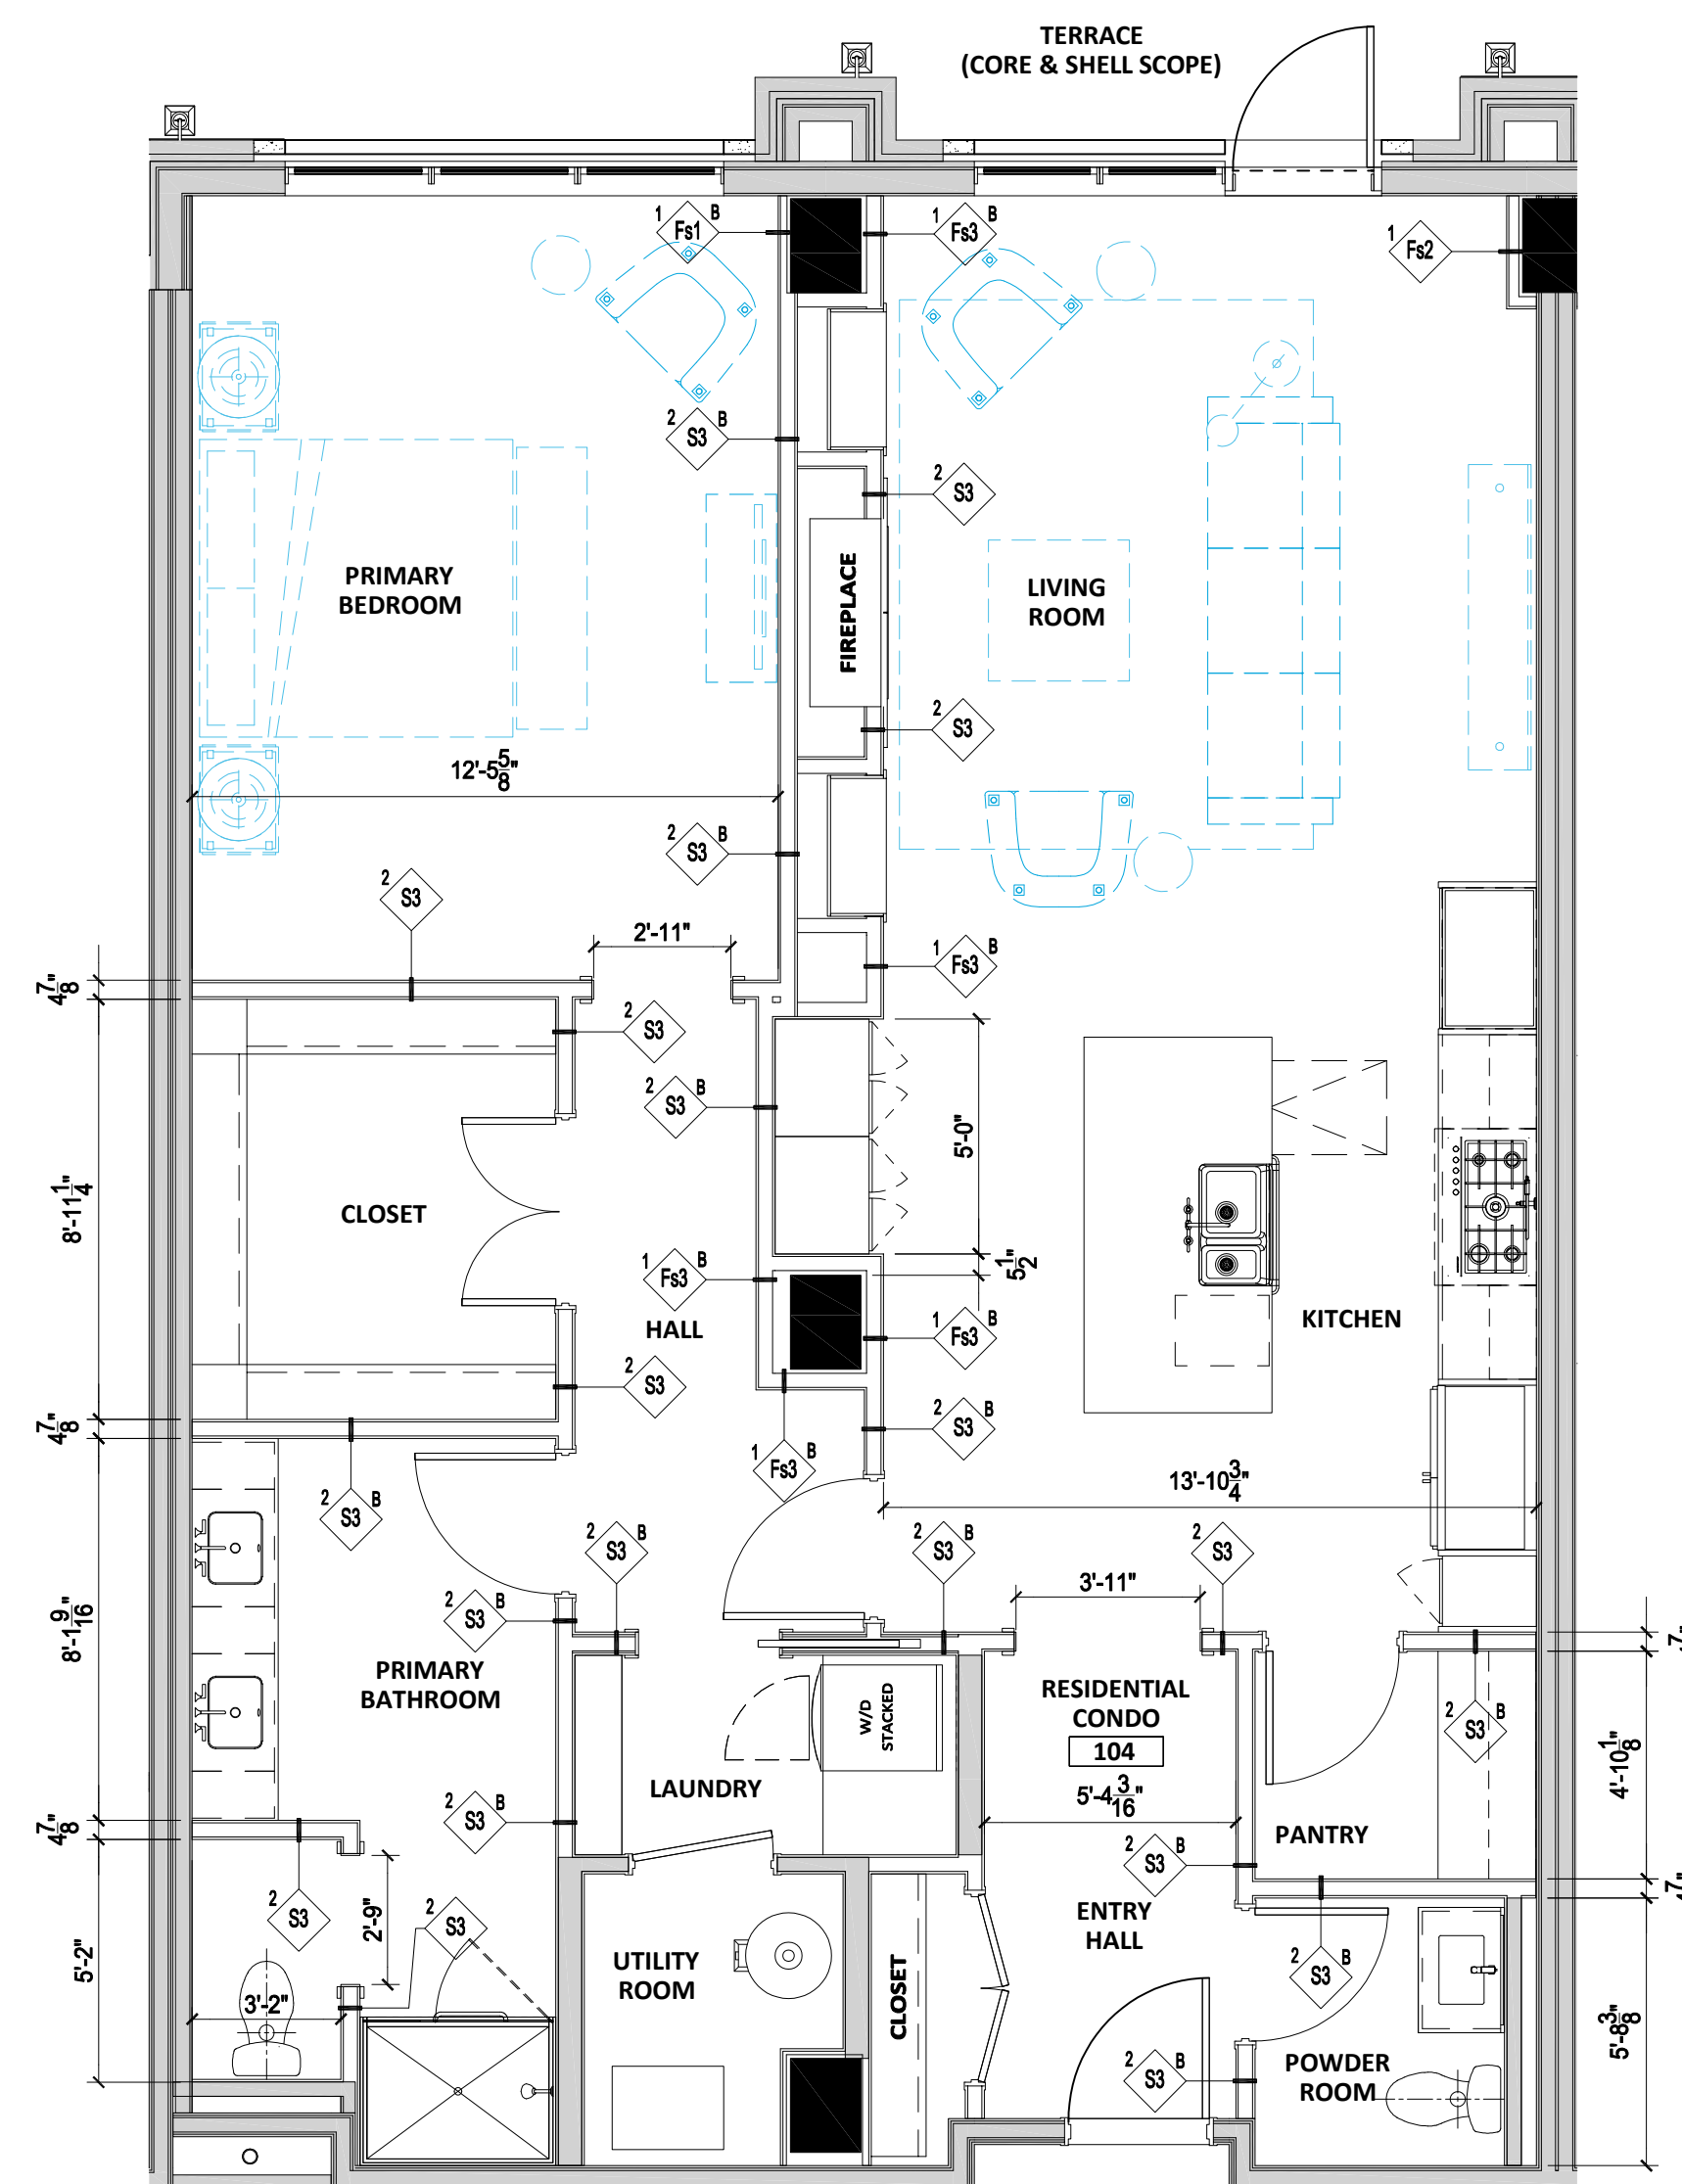 TERRACE
(CORE & SHELL SCOPE)
1 Fs1 B
1 Fs3 B
1 Fs2
2 S3 B
2 S3
PRIMARY
BEDROOM
FIREPLACE
LIVING
ROOM
2 S3
12'-5 5/8"
2 S3 B
2 S3
2'-11"
1 Fs3 B
4 7/8"
2 S3
2 S3 B
5'-0"
8'-11 1/4"
CLOSET
5 1/2"
1 Fs3 B
HALL
1 Fs3 B
KITCHEN
2 S3
2 S3 B
4 7/8"
1 Fs3 B
13'-10 3/4"
2 S3 B
2 S3 B
2 S3 B
2 S3
3'-11"
8'-1 9/16"
2 S3 B
PRIMARY
BATHROOM
W/D
STACKED
RESIDENTIAL
CONDO
104
2 S3 B
4'-10 1/8"
LAUNDRY
5'-4 3/16"
4 7/8"
2 S3 B
PANTRY
2 S3 B
2 S3
2 S3
2'-9"
ENTRY
HALL
5'-2"
UTILITY
ROOM
CLOSET
2 S3 B
3'-2"
5'-8 3/8"
2 S3 B
POWDER
ROOM